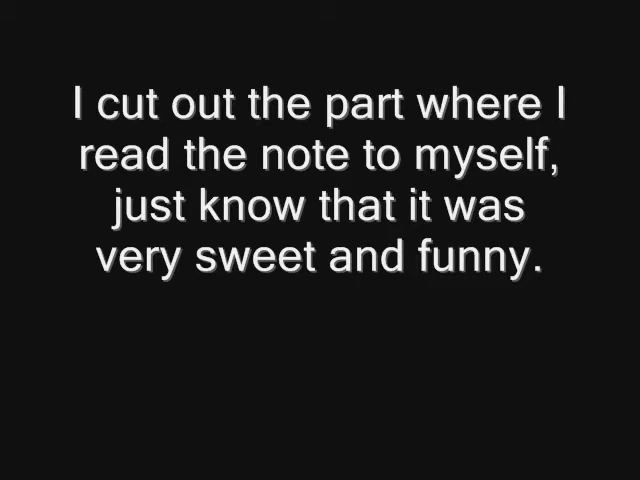 I cut out the part where I
read the note to myself,
just know that it was
very sweet and funny.